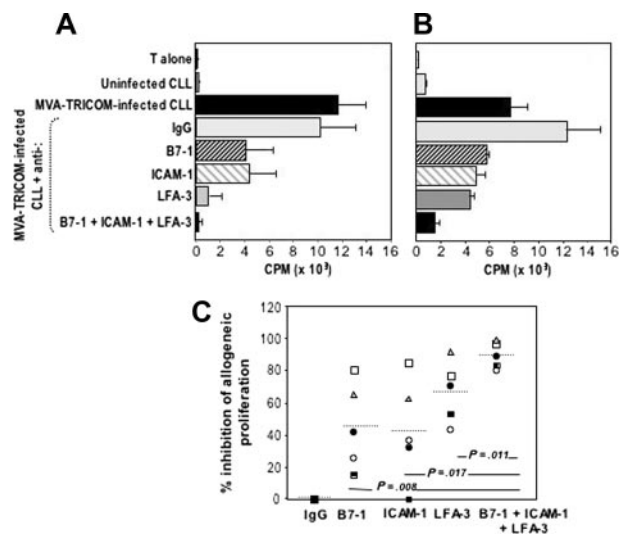 A
B
T alone
Uninfected CLL
MVA-TRICOM-infected CLL
MVA-TRICOM-infected
CLL + anti-:
IgG
B7-1
ICAM-1
LFA-3
B7-1 + ICAM-1 + LFA-3
0 2 4 6 8 10 12 14 16
CPM (x 10³)
0 2 4 6 8 10 12 14 16
CPM (x 10³)
C
% inhibition of allogeneic
proliferation
120
100
80
60
40
20
0
P = .011
P = .017
P = .008
IgG B7-1 ICAM-1 LFA-3 B7-1 + ICAM-1
+ LFA-3